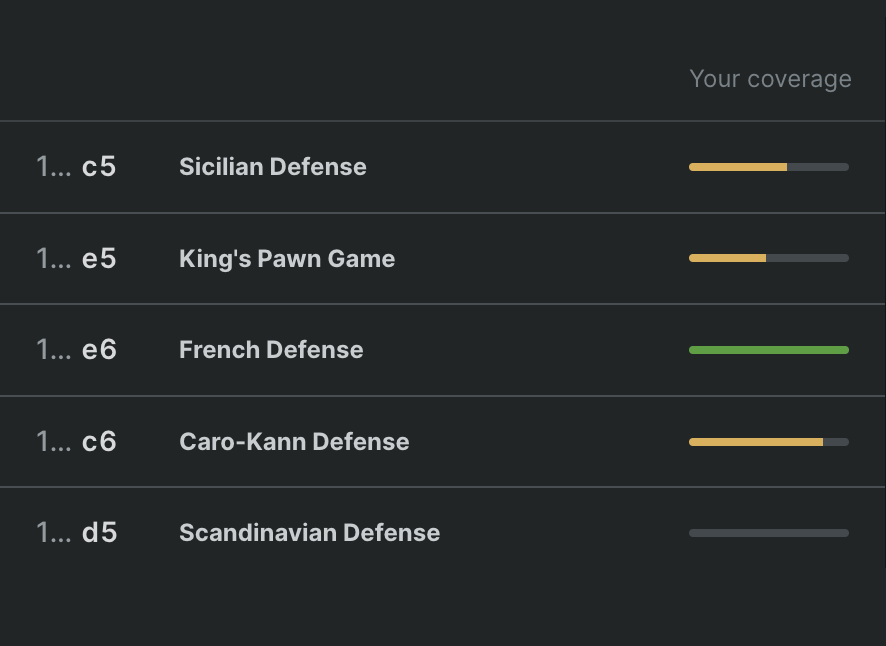 Your coverage
1... c5 Sicilian Defense
1... e5 King's Pawn Game
1... e6 French Defense
1... c6 Caro-Kann Defense
1... d5 Scandinavian Defense